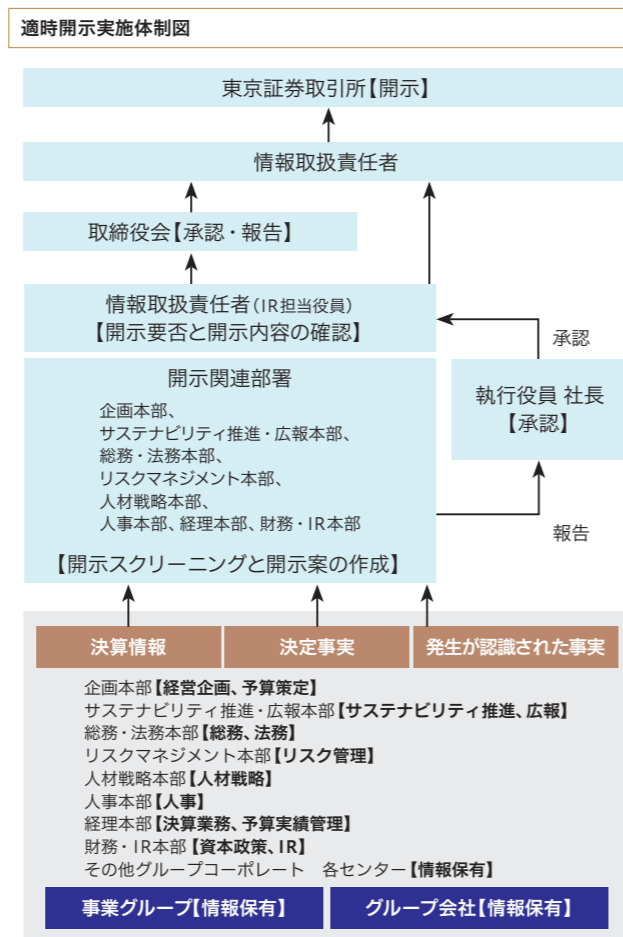 適時開示実施体制図
東京証券取引所【開示】
情報取扱責任者
取締役会【承認・報告】
情報取扱責任者(IR担当役員)
【開示要否と開示内容の確認】
承認
執行役員 社長
【承認】
報告
開示関連部署
企画本部、
サステナビリティ推進・広報本部、
総務・法務本部、
リスクマネジメント本部、
人材戦略本部、
人事本部、経理本部、財務・IR本部
【開示スクリーニングと開示案の作成】
決算情報
決定事実
発生が認識された事実
企画本部【経営企画、予算策定】
サステナビリティ推進・広報本部【サステナビリティ推進、広報】
総務・法務本部【総務、法務】
リスクマネジメント本部【リスク管理】
人材戦略本部【人材戦略】
人事本部【人事】
経理本部【決算業務、予算実績管理】
財務・IR本部【資本政策、IR】
その他グループコーポレート　各センター【情報保有】
事業グループ【情報保有】
グループ会社【情報保有】